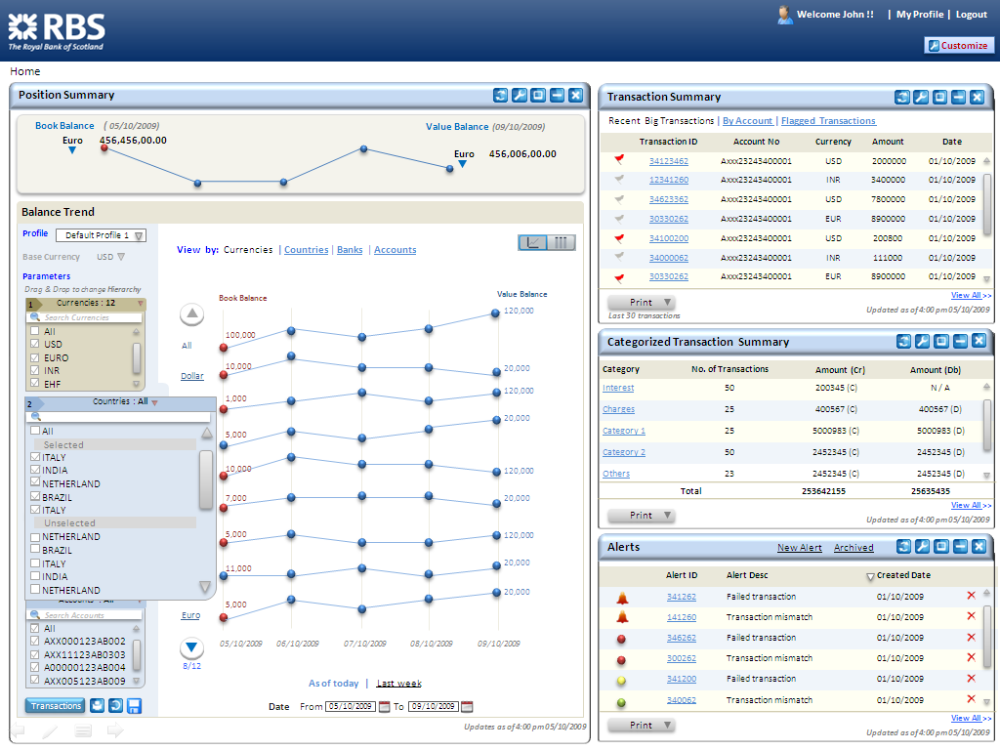 RBS
The Royal Bank of Scotland
Welcome John !! | My Profile | Logout
Customize
Home
Position Summary
Book Balance ( 05/10/2009)
Value Balance (09/10/2009)
Euro 456,456,00.00
Euro 456,006,00.00
Balance Trend
Profile Default Profile 1
Base Currency USD
Parameters
Drag & Drop to change Hierarchy
1 Currencies : 12
Search Currencies
All
USD
EURO
INR
EHF
2 Countries : All
All
Selected
ITALY
INDIA
NETHERLAND
BRAZIL
ITALY
Unselected
NETHERLAND
BRAZIL
ITALY
INDIA
NETHERLAND
Accounts : All
Search Accounts
All
AXX000123AB002
AXX11123AB0303
A00000123AB004
AXX005123AB009
Transactions
View by: Currencies | Countries | Banks | Accounts
Book Balance
Value Balance
All
Dollar
Euro
8/12
100,000
10,000
1,000
5,000
10,000
7,000
5,000
11,000
5,000
120,000
20,000
120,000
20,000
120,000
20,000
120,000
20,000
20,000
05/10/2009 06/10/2009 07/10/2009 08/10/2009 09/10/2009
As of today | Last week
Date From 05/10/2009 To 09/10/2009
Updates as of 4:00 pm 05/10/2009
Transaction Summary
Recent Big Transactions | By Account | Flagged Transactions
Transaction ID Account No Currency Amount Date
34123462 Axxx23243400001 USD 2000000 01/10/2009
12341260 Axxx23243400001 INR 3400000 01/10/2009
34623362 Axxx23243400001 USD 7800000 01/10/2009
30330262 Axxx23243400001 EUR 8900000 01/10/2009
34100200 Axxx23243400001 USD 200800 01/10/2009
34000062 Axxx23243400001 INR 111000 01/10/2009
30330262 Axxx23243400001 EUR 8900000 01/10/2009
View All >>
Print
Last 30 transactions
Updated as of 4:00 pm 05/10/2009
Categorized Transaction Summary
Category No. of Transactions Amount (Cr) Amount (Db)
Interest 50 200345 (C) N / A
Charges 25 400567 (C) 400567 (D)
Category 1 25 5000983 (C) 5000983 (D)
Category 2 50 2452345 (C) 2452345 (D)
Others 23 2452345 (C) 2452345 (D)
Total 253642155 25635435
View All >>
Print
Updated as of 4:00 pm 05/10/2009
Alerts New Alert Archived
Alert ID Alert Desc Created Date
341262 Failed transaction 01/10/2009
141260 Transaction mismatch 01/10/2009
346262 Failed transaction 01/10/2009
300262 Transaction mismatch 01/10/2009
341200 Failed transaction 01/10/2009
340062 Transaction mismatch 01/10/2009
View All >>
Print
Updated as of 4:00 pm 05/10/2009